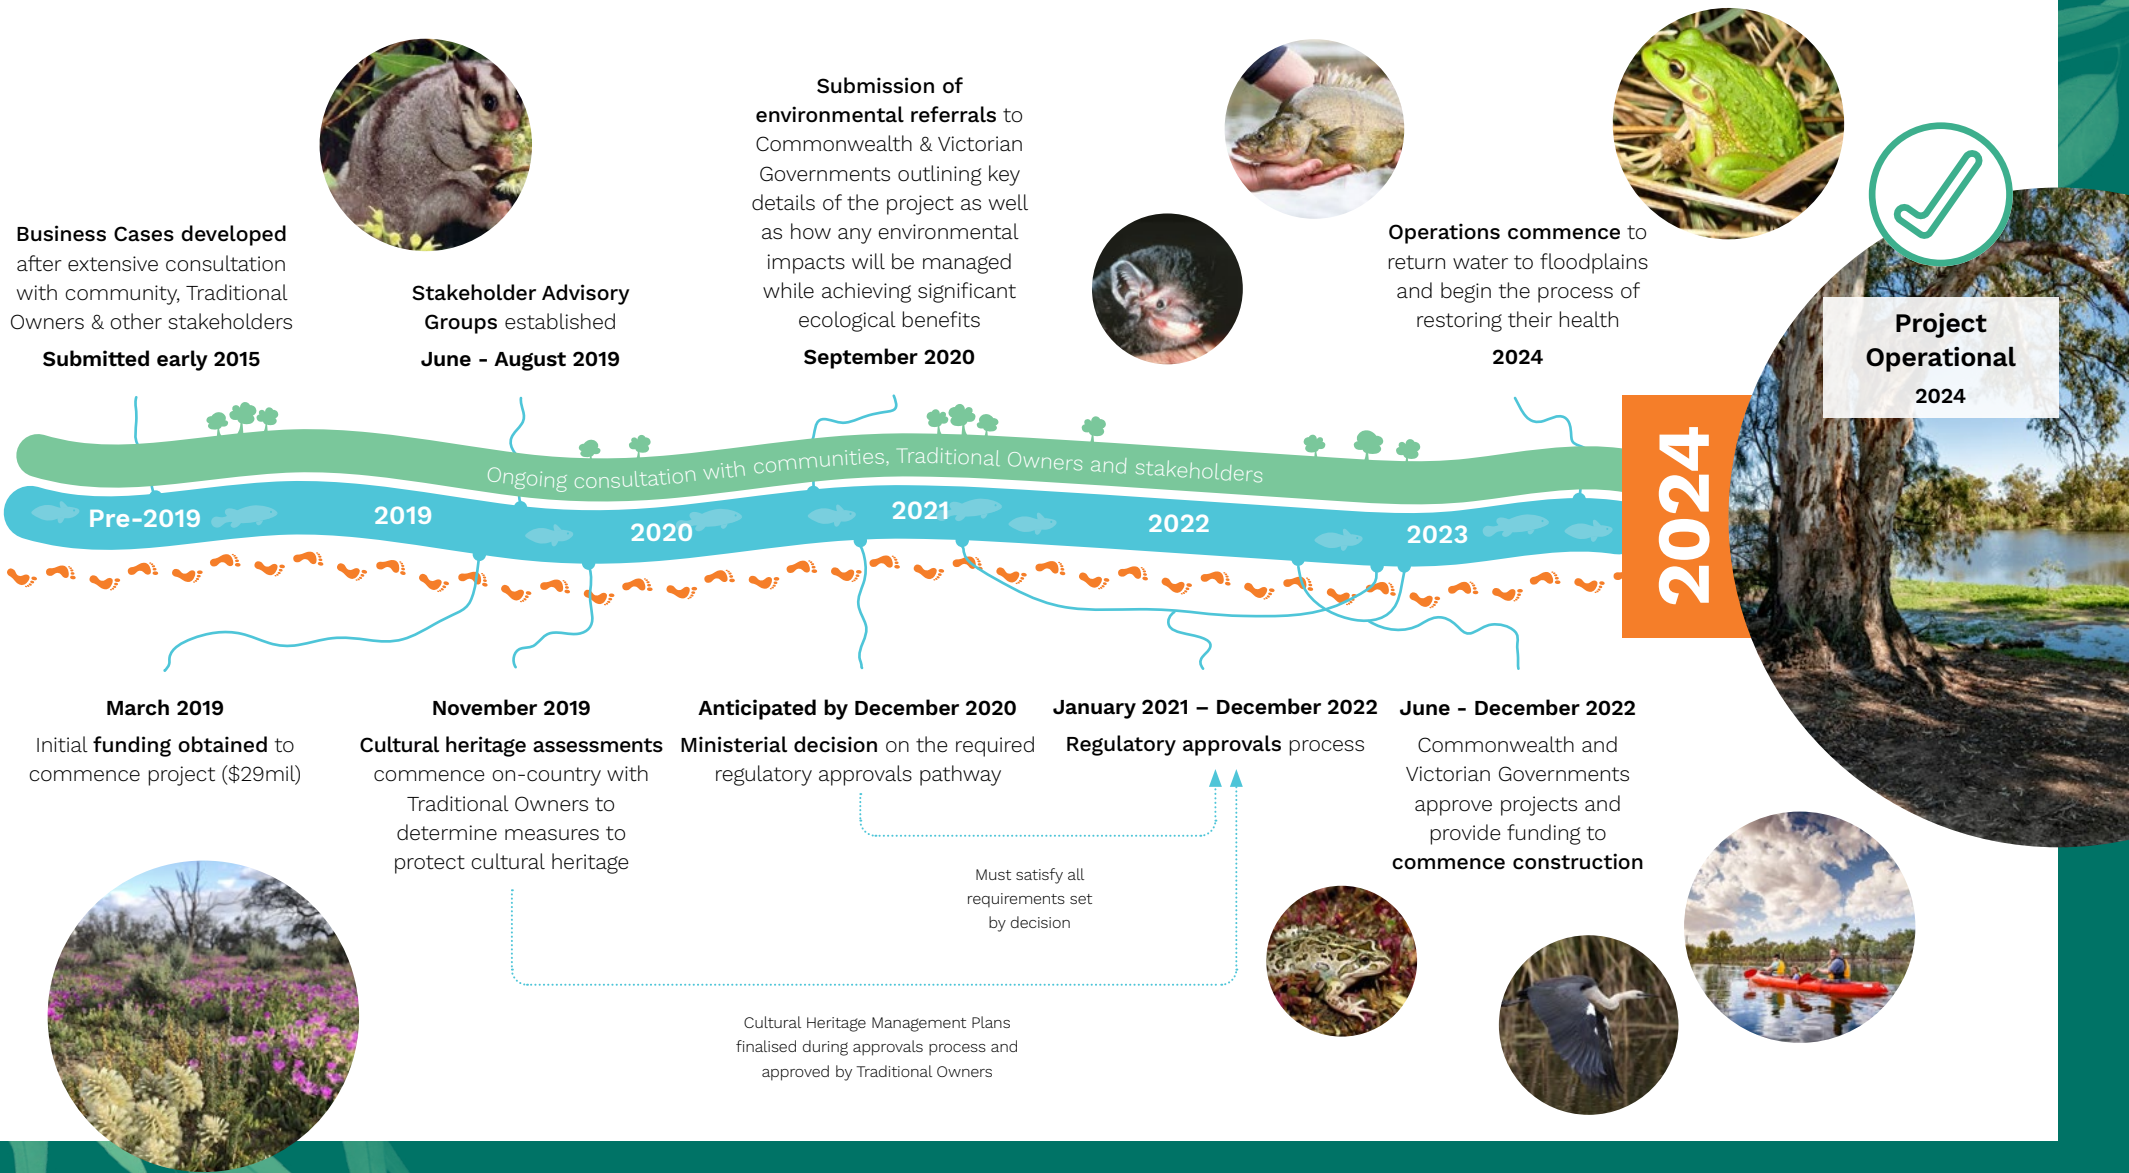 Business Cases developed
after extensive consultation
with community, Traditional
Owners & other stakeholders
Submitted early 2015
Stakeholder Advisory
Groups established
June - August 2019
Submission of
environmental referrals to
Commonwealth & Victorian
Governments outlining key
details of the project as well
as how any environmental
impacts will be managed
while achieving significant
ecological benefits
September 2020
Operations commence to
return water to floodplains
and begin the process of
restoring their health
2024
Project
Operational
2024
Ongoing consultation with communities, Traditional Owners and stakeholders
Pre-2019
2019
2020
2021
2022
2023
2024
March 2019
Initial funding obtained to
commence project ($29mil)
November 2019
Cultural heritage assessments
commence on-country with
Traditional Owners to
determine measures to
protect cultural heritage
Anticipated by December 2020
Ministerial decision on the required
regulatory approvals pathway
January 2021 – December 2022
Regulatory approvals process
June - December 2022
Commonwealth and
Victorian Governments
approve projects and
provide funding to
commence construction
Must satisfy all
requirements set
by decision
Cultural Heritage Management Plans
finalised during approvals process and
approved by Traditional Owners